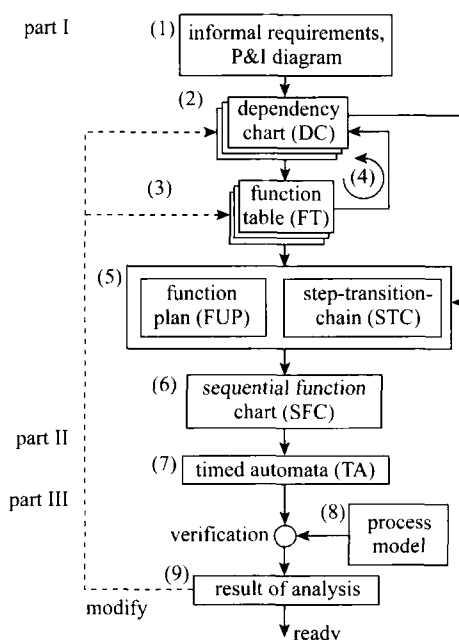 part I
(1)
informal requirements,
P&I diagram
(2)
dependency
chart (DC)
(3)
(4)
function
table (FT)
(5)
function
plan (FUP)
step-transition-
chain (STC)
(6)
sequential function
chart (SFC)
part II
(7)
timed automata (TA)
part III
(8)
process
model
verification
(9)
result of analysis
modify
ready